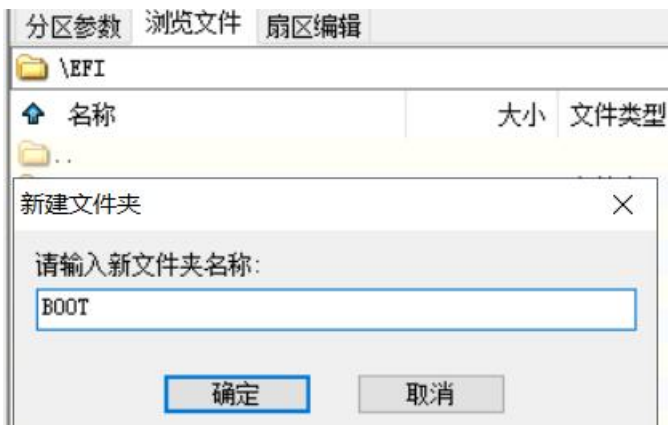 分区参数 浏览文件 扇区编辑
\EFI
名称 大小 文件类型
..
新建文件夹
请输入新文件夹名称:
BOOT
确定 取消